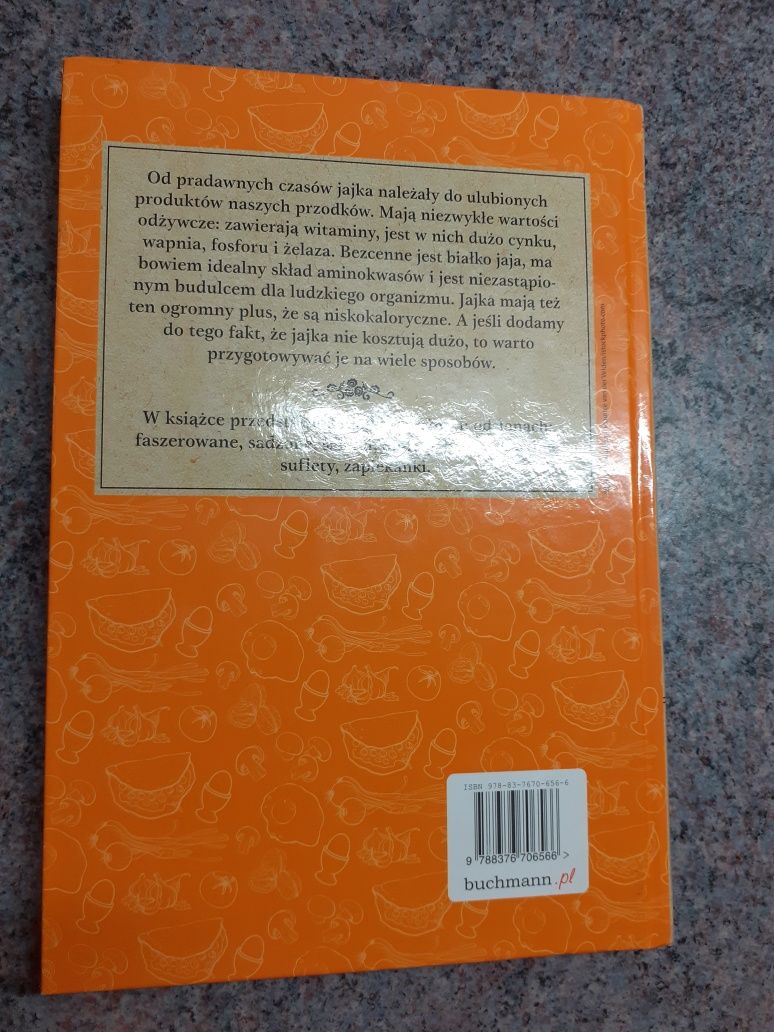 Od pradawnych czasów jajka należały do ulubionych
produktów naszych przodków. Mają niezwykłe wartości
odżywcze: zawierają witaminy, jest w nich dużo cynku,
wapnia, fosforu i żelaza. Bezcenne jest białko jaja, ma
bowiem idealny skład aminokwasów i jest niezastąpio-
nym budulcem dla ludzkiego organizmu. Jajka mają też
ten ogromny plus, że są niskokaloryczne. A jeśli dodamy
do tego fakt, że jajka nie kosztują dużo, to warto
przygotowywać je na wiele sposobów.
W książce
faszerowane,
suflety, zapiekanki.
ISBN 978-83-7670-656-6
9 788376 706566 >
buchmann.pl